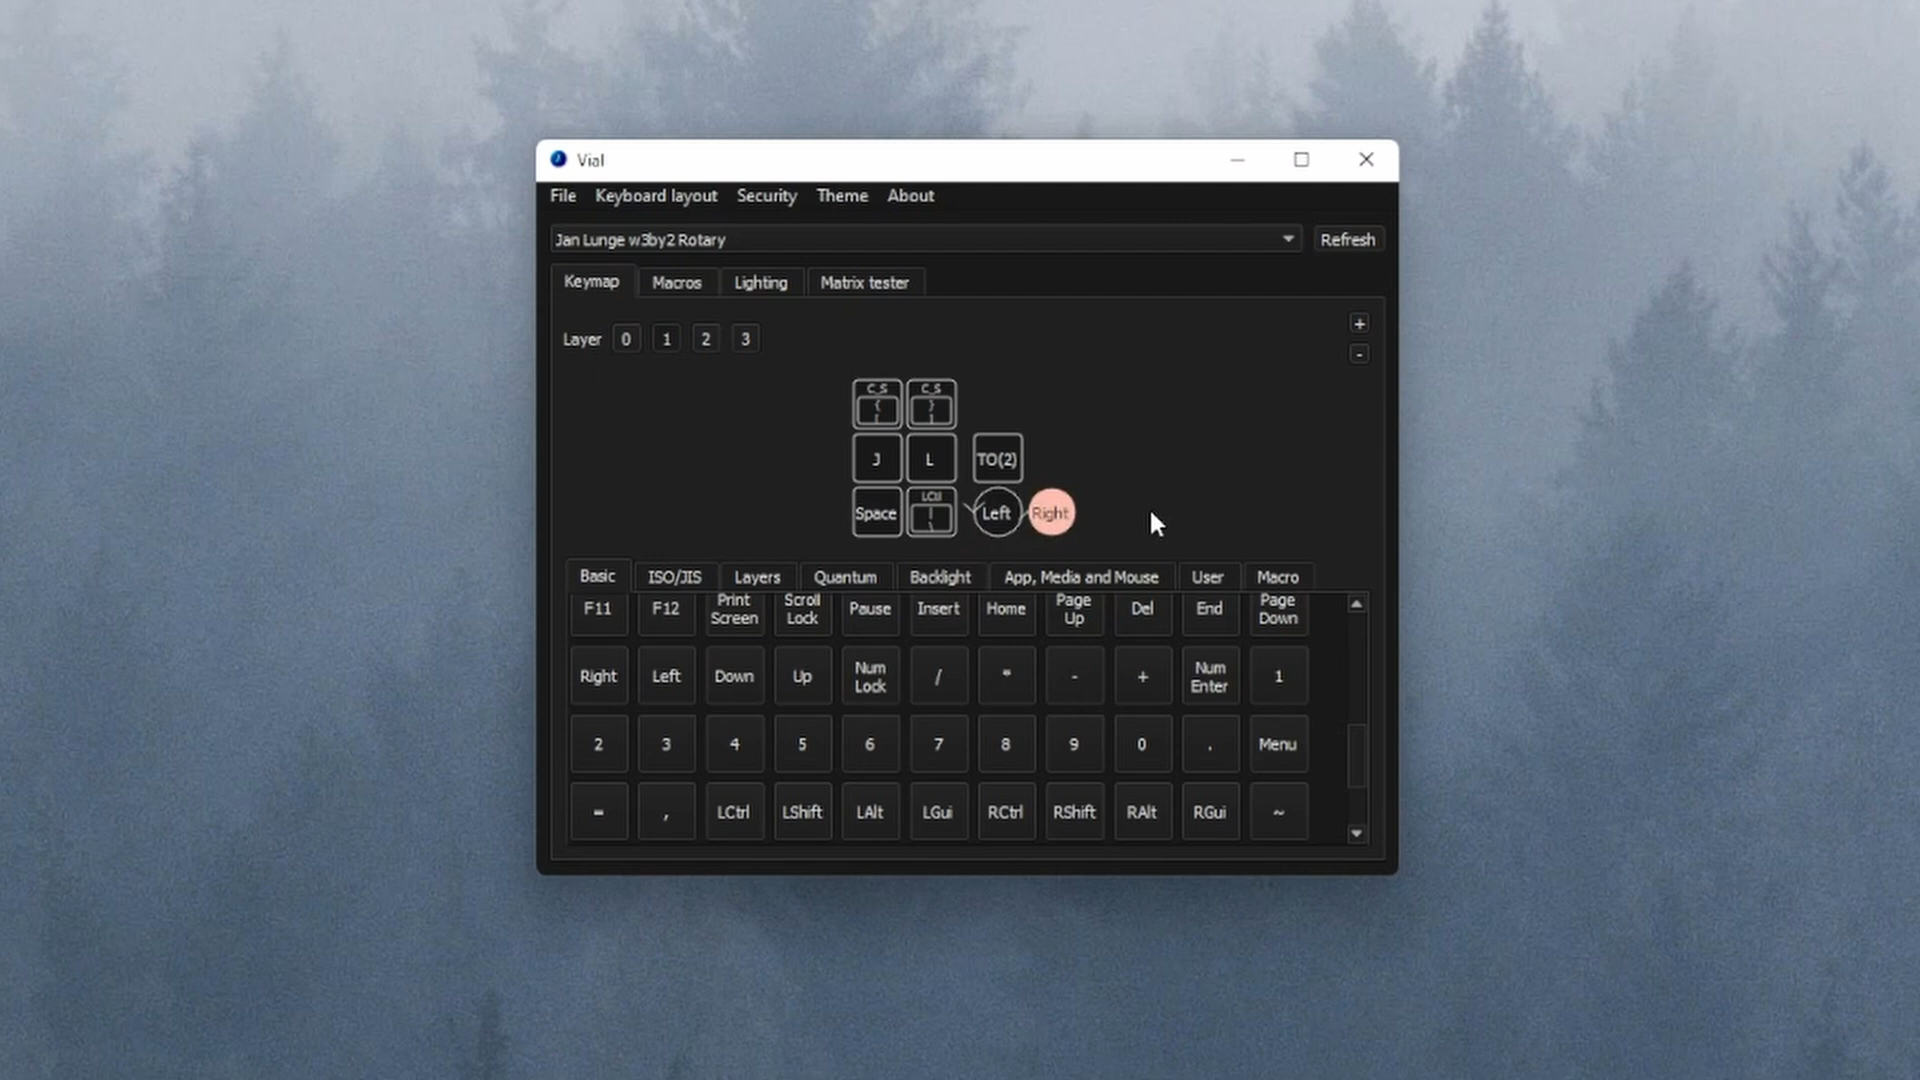 Vial
File Keyboard layout Security Theme About
Jan Lunge w3by2 Rotary
Refresh
Keymap Macros Lighting Matrix tester
Layer 0 1 2 3
+
-
C_S C_S
{ }
[ ]
J L TO(2)
Space LCtl Left Right
|
\
Basic ISO/JIS Layers Quantum Backlight App, Media and Mouse User Macro
F11 F12 Print Screen Scroll Lock Pause Insert Home Page Up Del End Page Down
Right Left Down Up Num Lock / * - + Num Enter 1
2 3 4 5 6 7 8 9 0 . Menu
= , LCtrl LShift LAlt LGui RCtrl RShift RAlt RGui ~